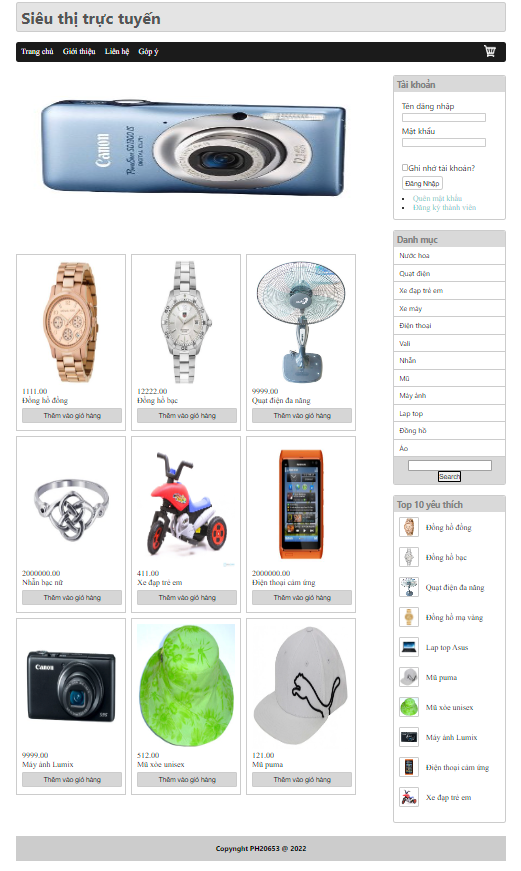 Siêu thị trực tuyến
Trang chủ Giới thiệu Liên hệ Góp ý
Canon
PowerShot SD1300 IS
DIGITAL ELPH
Tài khoản
Tên đăng nhập
Mật khẩu
Ghi nhớ tài khoản?
Đăng Nhập
Quên mật khẩu
Đăng ký thành viên
Danh mục
Nước hoa
Quạt điện
Xe đạp trẻ em
Xe máy
Điện thoại
Vali
Nhẫn
Mũ
Máy ảnh
Lap top
Đồng hồ
Áo
Search
1111.00
Đồng hồ đồng
Thêm vào giỏ hàng
12222.00
Đồng hồ bạc
Thêm vào giỏ hàng
9999.00
Quạt điện đa năng
Thêm vào giỏ hàng
2000000.00
Nhẫn bạc nữ
Thêm vào giỏ hàng
411.00
Xe đạp trẻ em
Thêm vào giỏ hàng
2000000.00
Điện thoại cảm ứng
Thêm vào giỏ hàng
Canon
9999.00
Máy ảnh Lumix
Thêm vào giỏ hàng
512.00
Mũ xòe unisex
Thêm vào giỏ hàng
121.00
Mũ puma
Thêm vào giỏ hàng
Top 10 yêu thích
Đồng hồ đồng
Đồng hồ bạc
Quạt điện đa năng
Đồng hồ mạ vàng
Lap top Asus
Mũ puma
Mũ xòe unisex
Máy ảnh Lumix
Điện thoại cảm ứng
Xe đạp trẻ em
Copynght PH20653 @ 2022